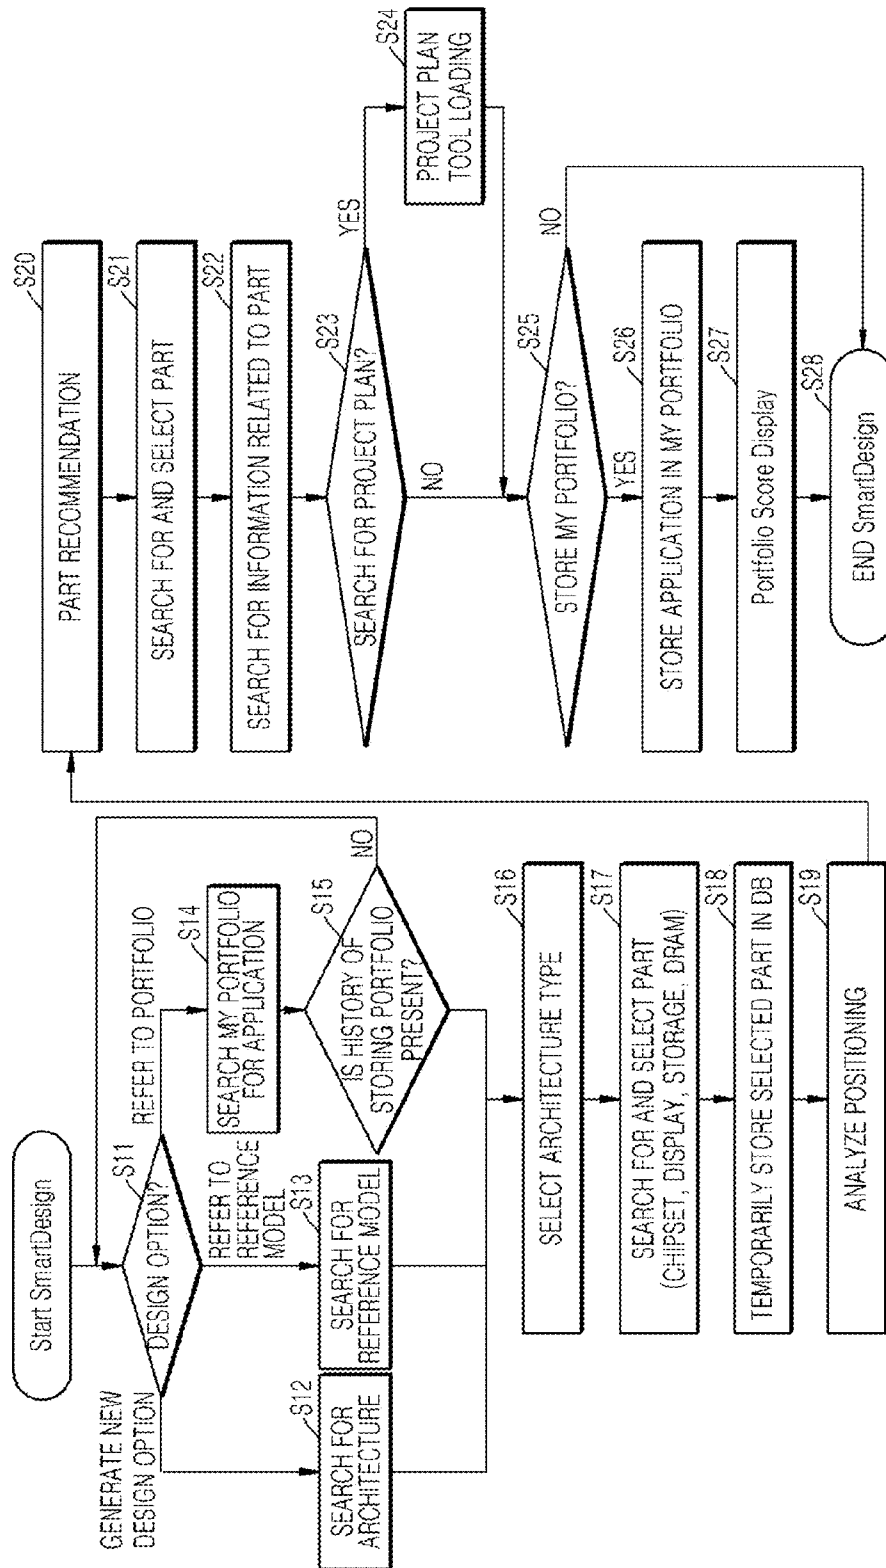 Start SmartDesign
S11
DESIGN OPTION?
GENERATE NEW
DESIGN OPTION
REFER TO
REFERENCE
MODEL
REFER TO PORTFOLIO
S12
SEARCH FOR
ARCHITECTURE
S13
SEARCH FOR
REFERENCE MODEL
S14
SEARCH MY PORTFOLIO
FOR APPLICATION
S15
IS HISTORY OF
STORING PORTFOLIO
PRESENT?
NO
S16
SELECT ARCHITECTURE TYPE
S17
SEARCH FOR AND SELECT PART
(CHIPSET, DISPLAY, STORAGE, DRAM)
S18
TEMPORARILY STORE SELECTED PART IN DB
S19
ANALYZE POSITIONING
S20
PART RECOMMENDATION
S21
SEARCH FOR AND SELECT PART
S22
SEARCH FOR INFORMATION RELATED TO PART
S23
SEARCH FOR PROJECT PLAN?
YES
NO
S24
PROJECT PLAN
TOOL LOADING
S25
STORE MY PORTFOLIO?
NO
YES
S26
STORE APPLICATION IN MY PORTFOLIO
S27
Portfolio Score Display
S28
END SmartDesign